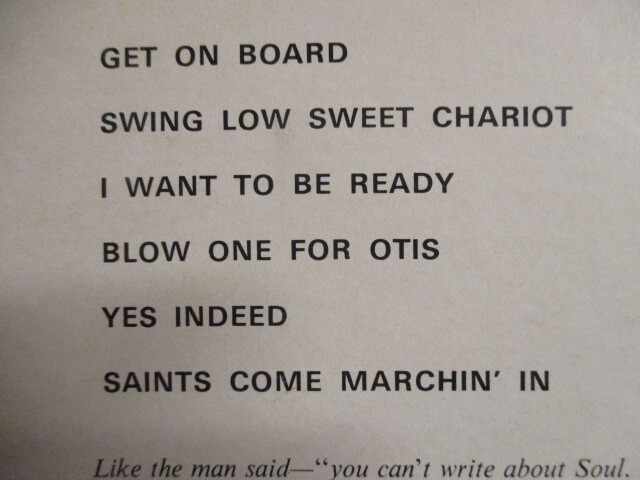 GET ON BOARD
SWING LOW SWEET CHARIOT
I WANT TO BE READY
BLOW ONE FOR OTIS
YES INDEED
SAINTS COME MARCHIN' IN
Like the man said—“you can't write about Soul.